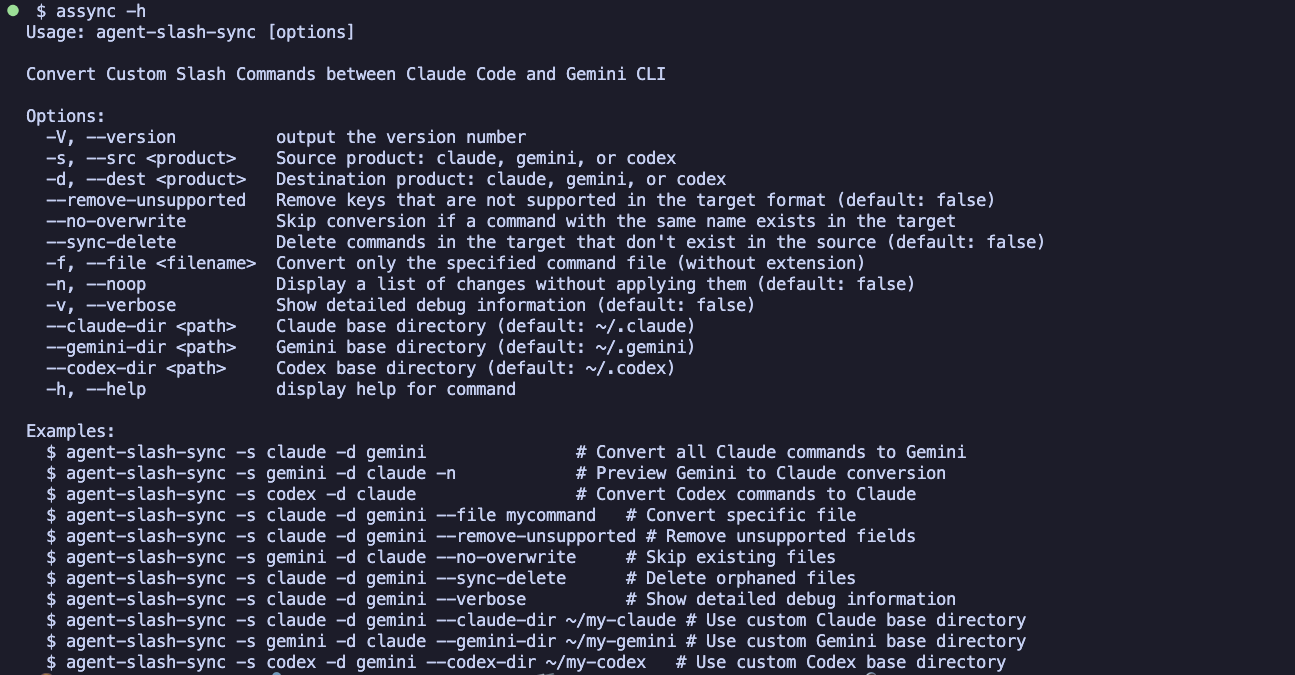 $ assync -h
Usage: agent-slash-sync [options]

Convert Custom Slash Commands between Claude Code and Gemini CLI

Options:
  -V, --version          output the version number
  -s, --src <product>    Source product: claude, gemini, or codex
  -d, --dest <product>   Destination product: claude, gemini, or codex
  --remove-unsupported   Remove keys that are not supported in the target format (default: false)
  --no-overwrite         Skip conversion if a command with the same name exists in the target
  --sync-delete          Delete commands in the target that don't exist in the source (default: false)
  -f, --file <filename>  Convert only the specified command file (without extension)
  -n, --noop             Display a list of changes without applying them (default: false)
  -v, --verbose          Show detailed debug information (default: false)
  --claude-dir <path>    Claude base directory (default: ~/.claude)
  --gemini-dir <path>    Gemini base directory (default: ~/.gemini)
  --codex-dir <path>     Codex base directory (default: ~/.codex)
  -h, --help             display help for command

Examples:
  $ agent-slash-sync -s claude -d gemini               # Convert all Claude commands to Gemini
  $ agent-slash-sync -s gemini -d claude -n            # Preview Gemini to Claude conversion
  $ agent-slash-sync -s codex -d claude                # Convert Codex commands to Claude
  $ agent-slash-sync -s claude -d gemini --file mycommand   # Convert specific file
  $ agent-slash-sync -s claude -d gemini --remove-unsupported # Remove unsupported fields
  $ agent-slash-sync -s gemini -d claude --no-overwrite     # Skip existing files
  $ agent-slash-sync -s claude -d gemini --sync-delete      # Delete orphaned files
  $ agent-slash-sync -s claude -d gemini --verbose          # Show detailed debug information
  $ agent-slash-sync -s claude -d gemini --claude-dir ~/my-claude # Use custom Claude base directory
  $ agent-slash-sync -s gemini -d claude --gemini-dir ~/my-gemini # Use custom Gemini base directory
  $ agent-slash-sync -s codex -d gemini --codex-dir ~/my-codex   # Use custom Codex base directory